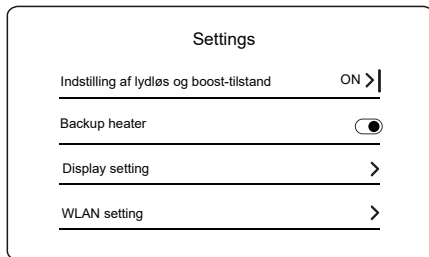 Settings
Indstilling af lydløs og boost-tilstand ON
Backup heater
Display setting
WLAN setting